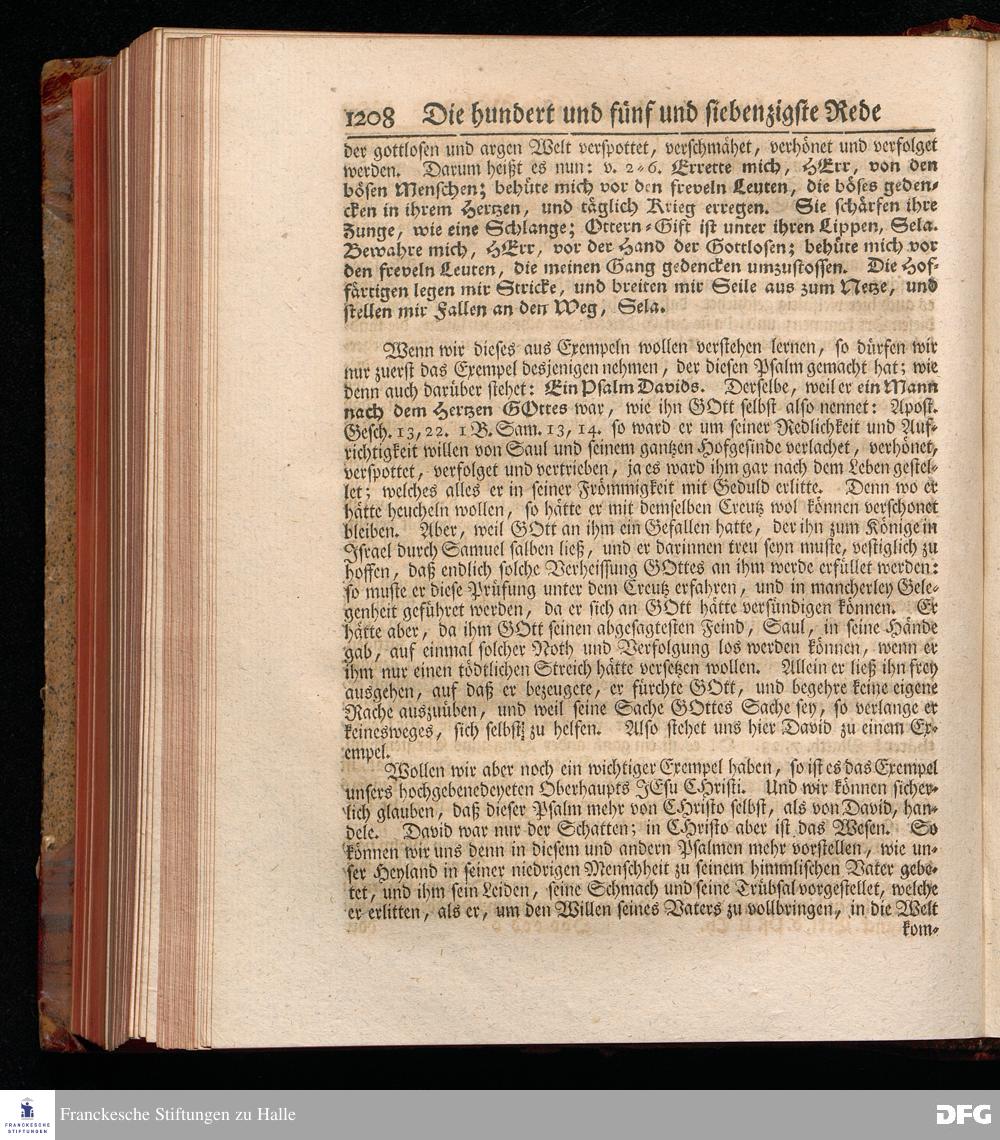 1208 Die hundert und fünf und siebenzigste Rede
der gottlosen und argen Welt verspottet, verschmähet, verhönet und verfolget
werden. Darum heißt es nun: v. 2-6. Errette mich, HErr, von den
bösen Menschen; behüte mich vor den freveln Leuten, die böses geden-
cken in ihrem Hertzen, und täglich Krieg erregen. Sie schärfen ihre
Zunge, wie eine Schlange; Ottern-Gift ist unter ihren Lippen, Sela.
Bewahre mich, HErr, vor der Hand der Gottlosen; behüte mich vor
den freveln Leuten, die meinen Gang gedencken umzustossen. Die Hof-
färtigen legen mir Stricke, und breiten mir Seile aus zum Netze, und
stellen mir Fallen an den Weg, Sela.
Wenn wir dieses aus Exempeln wollen verstehen lernen, so dürfen wir
nur zuerst das Exempel desjenigen nehmen, der diesen Psalm gemacht hat; wie
denn auch darüber stehet: Ein Psalm Davids. Derselbe, weil er ein Mann
nach dem Hertzen GOttes war, wie ihn GOtt selbst also nennet: Apost.
Gesch. 13, 22. 1 B. Sam. 13, 14. so ward er um seiner Redlichkeit und Auf-
richtigkeit willen von Saul und seinem gantzen Hofgesinde verlachet, verhönet,
verspottet, verfolget und vertrieben, ja es ward ihm gar nach dem Leben gestel-
let; welches alles er in seiner Frömmigkeit mit Geduld erlitte. Denn wo er
hätte heucheln wollen, so hätte er mit demselben Creutz wol können verschonet
bleiben. Aber, weil GOtt an ihm ein Gefallen hatte, der ihn zum Könige in
Israel durch Samuel salben ließ, und er darinnen treu seyn muste, vestiglich zu
hoffen, daß endlich solche Verheissung GOttes an ihm werde erfüllet werden:
so muste er diese Prüfung unter dem Creutz erfahren, und in mancherley Gele-
genheit geführet werden, da er sich an GOtt hätte versündigen können. Er
hätte aber, da ihm GOtt seinen abgesagtesten Feind, Saul, in seine Hände
gab, auf einmal solcher Noth und Verfolgung los werden können, wenn er
ihm nur einen tödtlichen Streich hätte versetzen wollen. Allein er ließ ihn frey
ausgehen, auf daß er bezeugete, er fürchte GOtt, und begehre keine eigene
Rache auszuüben, und weil seine Sache GOttes Sache sey, so verlange er
keinesweges, sich selbst zu helfen. Also stehet uns hier David zu einem Ex-
empel.
Wollen wir aber noch ein wichtiger Exempel haben, so ist es das Exempel
unsers hochgebenedeyeten Oberhaupts JEsu CHristi. Und wir können sicher-
lich glauben, daß dieser Psalm mehr von CHristo selbst, als von David, han-
dele. David war nur der Schatten; in CHristo aber ist das Wesen. So
können wir uns denn in diesem und andern Psalmen mehr vorstellen, wie un-
ser Heyland in seiner niedrigen Menschheit zu seinem himmlischen Vater gebe-
tet, und ihm sein Leiden, seine Schmach und seine Trübsal vorgestellet, welche
er erlitten, als er, um den Willen seines Vaters zu vollbringen, in die Welt
kom-
FRANCKESCHE
STIFTUNGEN
Franckesche Stiftungen zu Halle
DFG